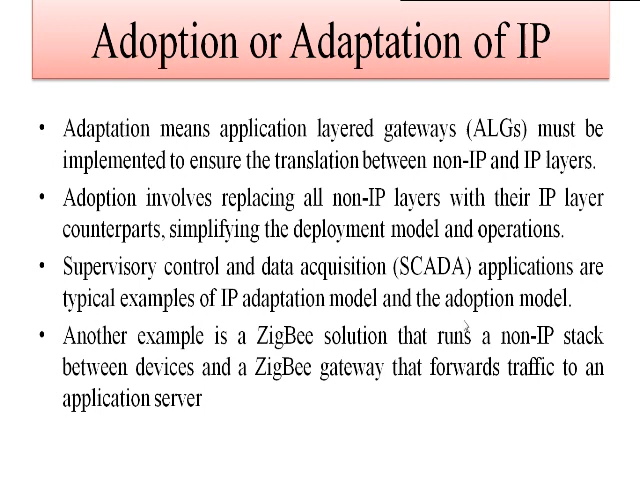 Adoption or Adaptation of IP
• Adaptation means application layered gateways (ALGs) must be
implemented to ensure the translation between non-IP and IP layers.
• Adoption involves replacing all non-IP layers with their IP layer
counterparts, simplifying the deployment model and operations.
• Supervisory control and data acquisition (SCADA) applications are
typical examples of IP adaptation model and the adoption model.
• Another example is a ZigBee solution that runs a non-IP stack
between devices and a ZigBee gateway that forwards traffic to an
application server